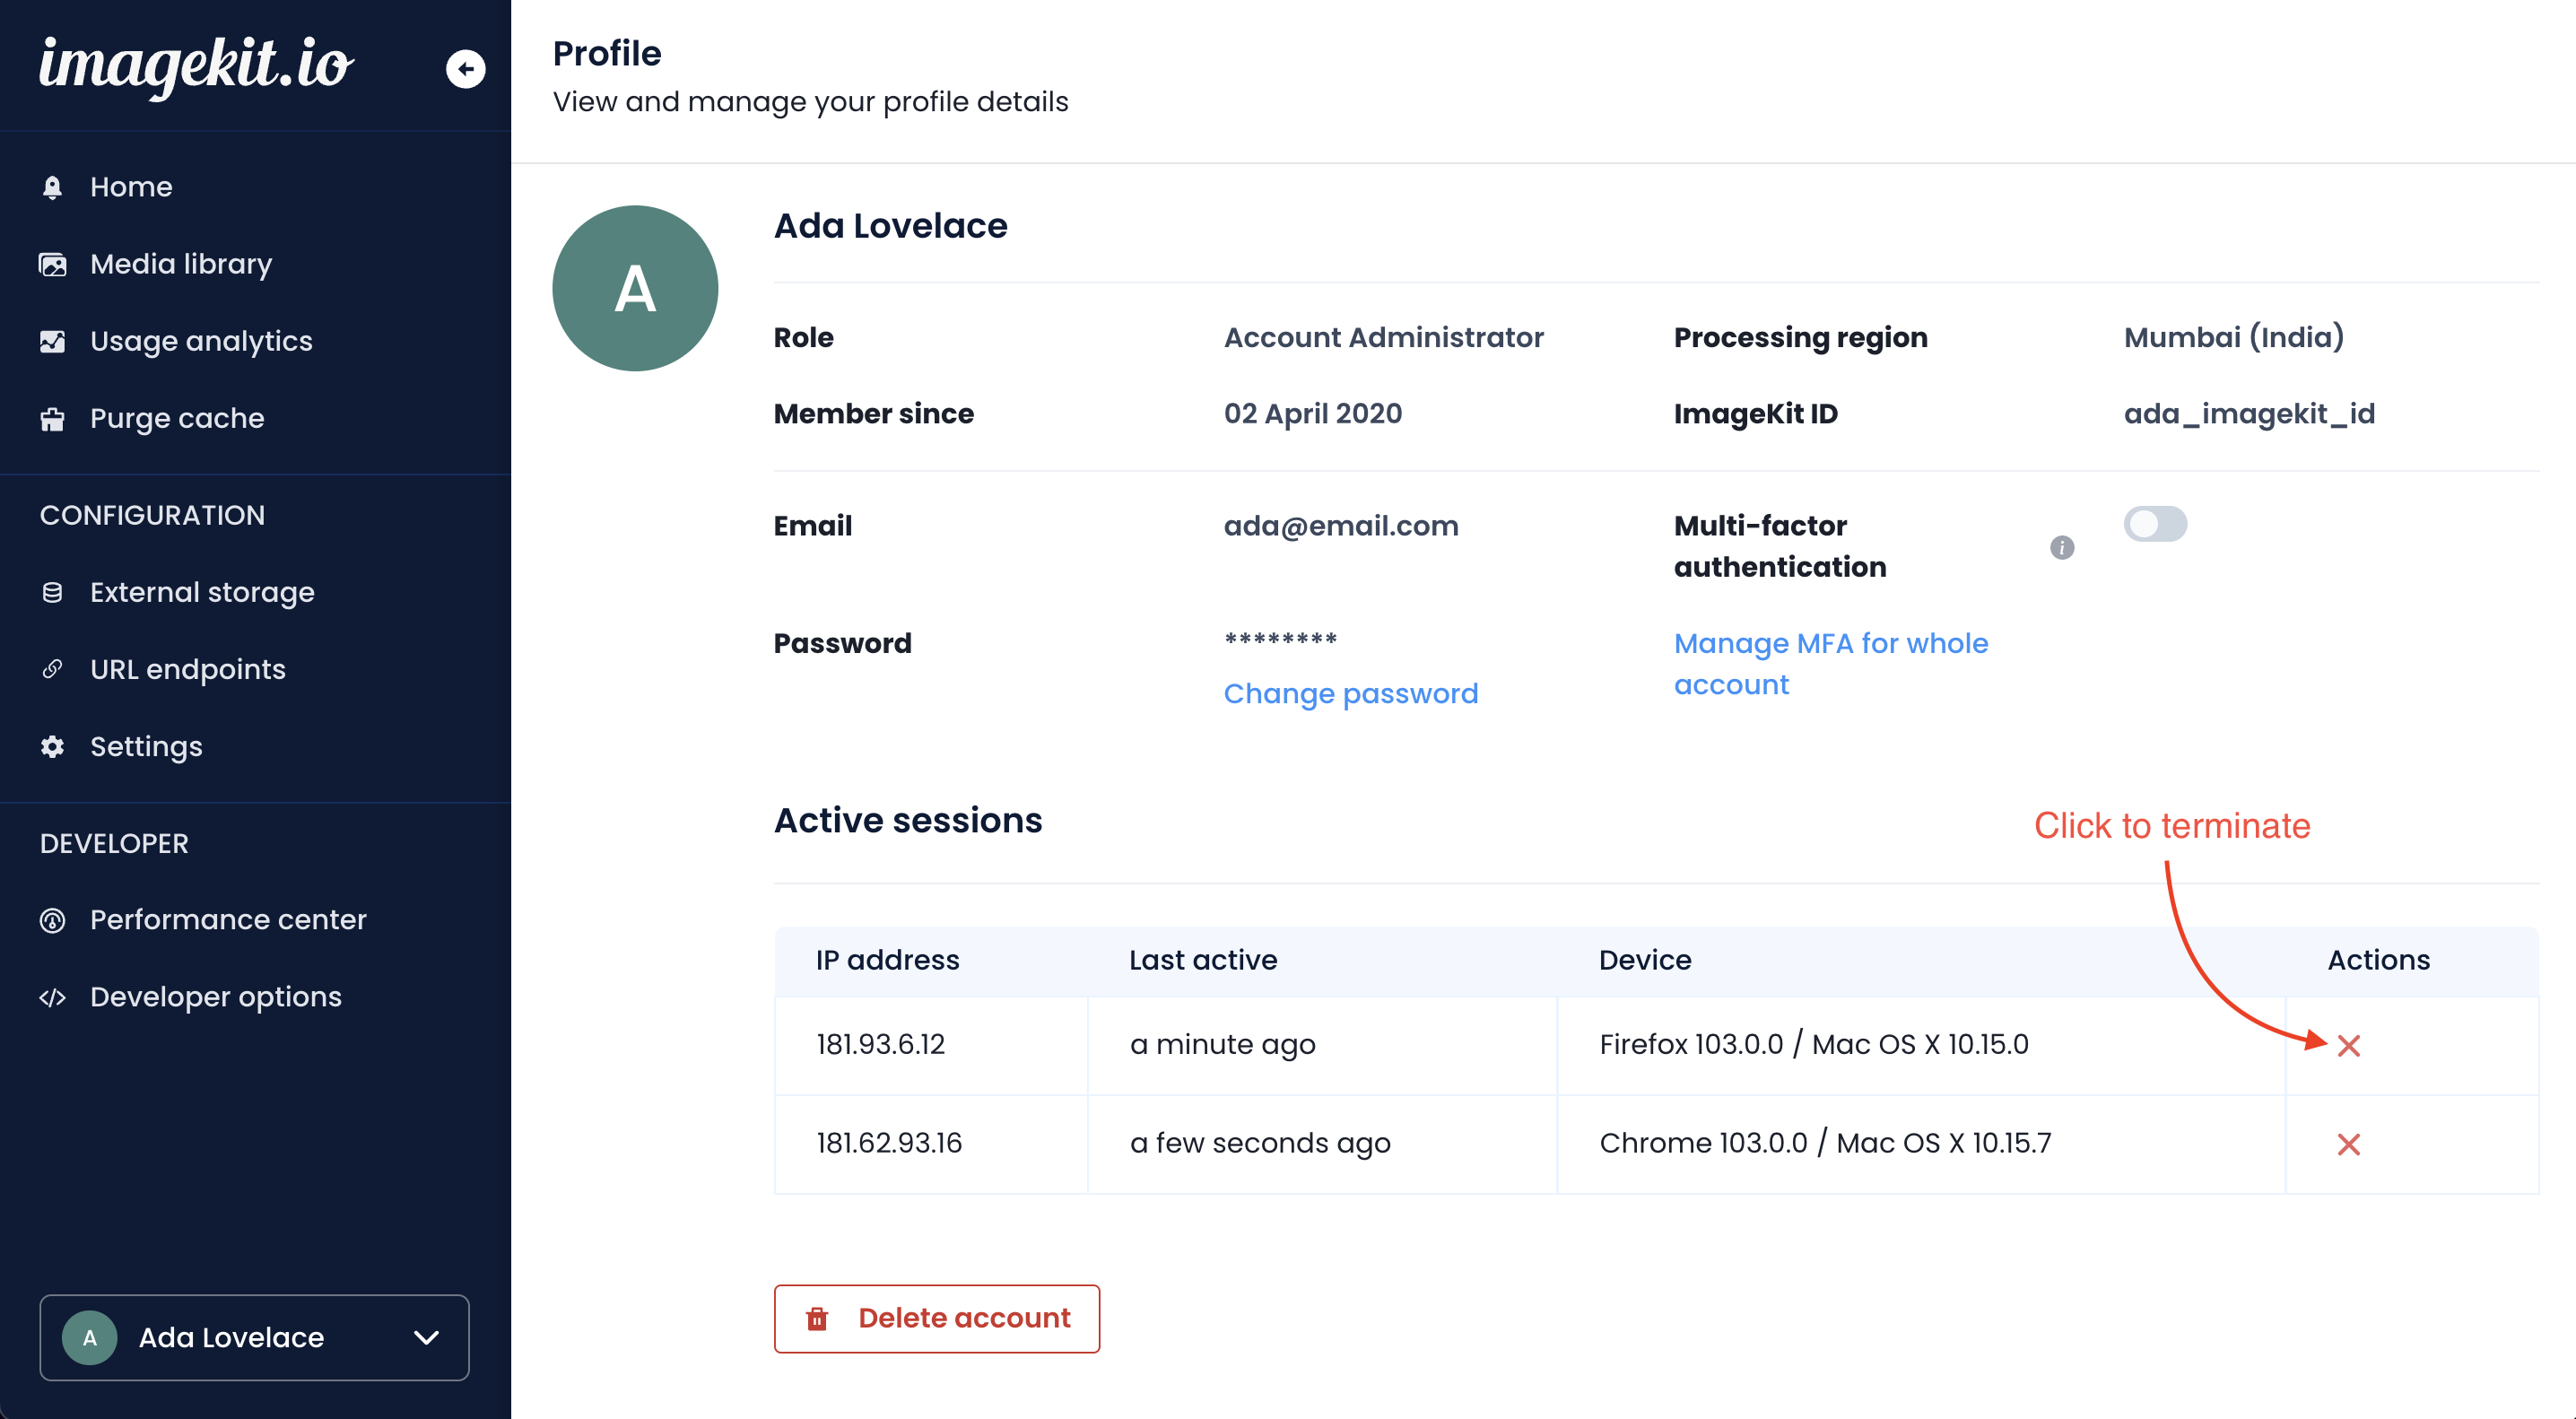 imagekit.io
Home
Media library
Usage analytics
Purge cache
CONFIGURATION
External storage
URL endpoints
Settings
DEVELOPER
Performance center
Developer options
A Ada Lovelace
Profile
View and manage your profile details
A
Ada Lovelace
Role Account Administrator Processing region Mumbai (India)
Member since 02 April 2020 ImageKit ID ada_imagekit_id
Email ada@email.com Multi-factor
authentication i
Password ******** Manage MFA for whole
account
Change password
Active sessions
Click to terminate
IP address Last active Device Actions
181.93.6.12 a minute ago Firefox 103.0.0 / Mac OS X 10.15.0
181.62.93.16 a few seconds ago Chrome 103.0.0 / Mac OS X 10.15.7
Delete account